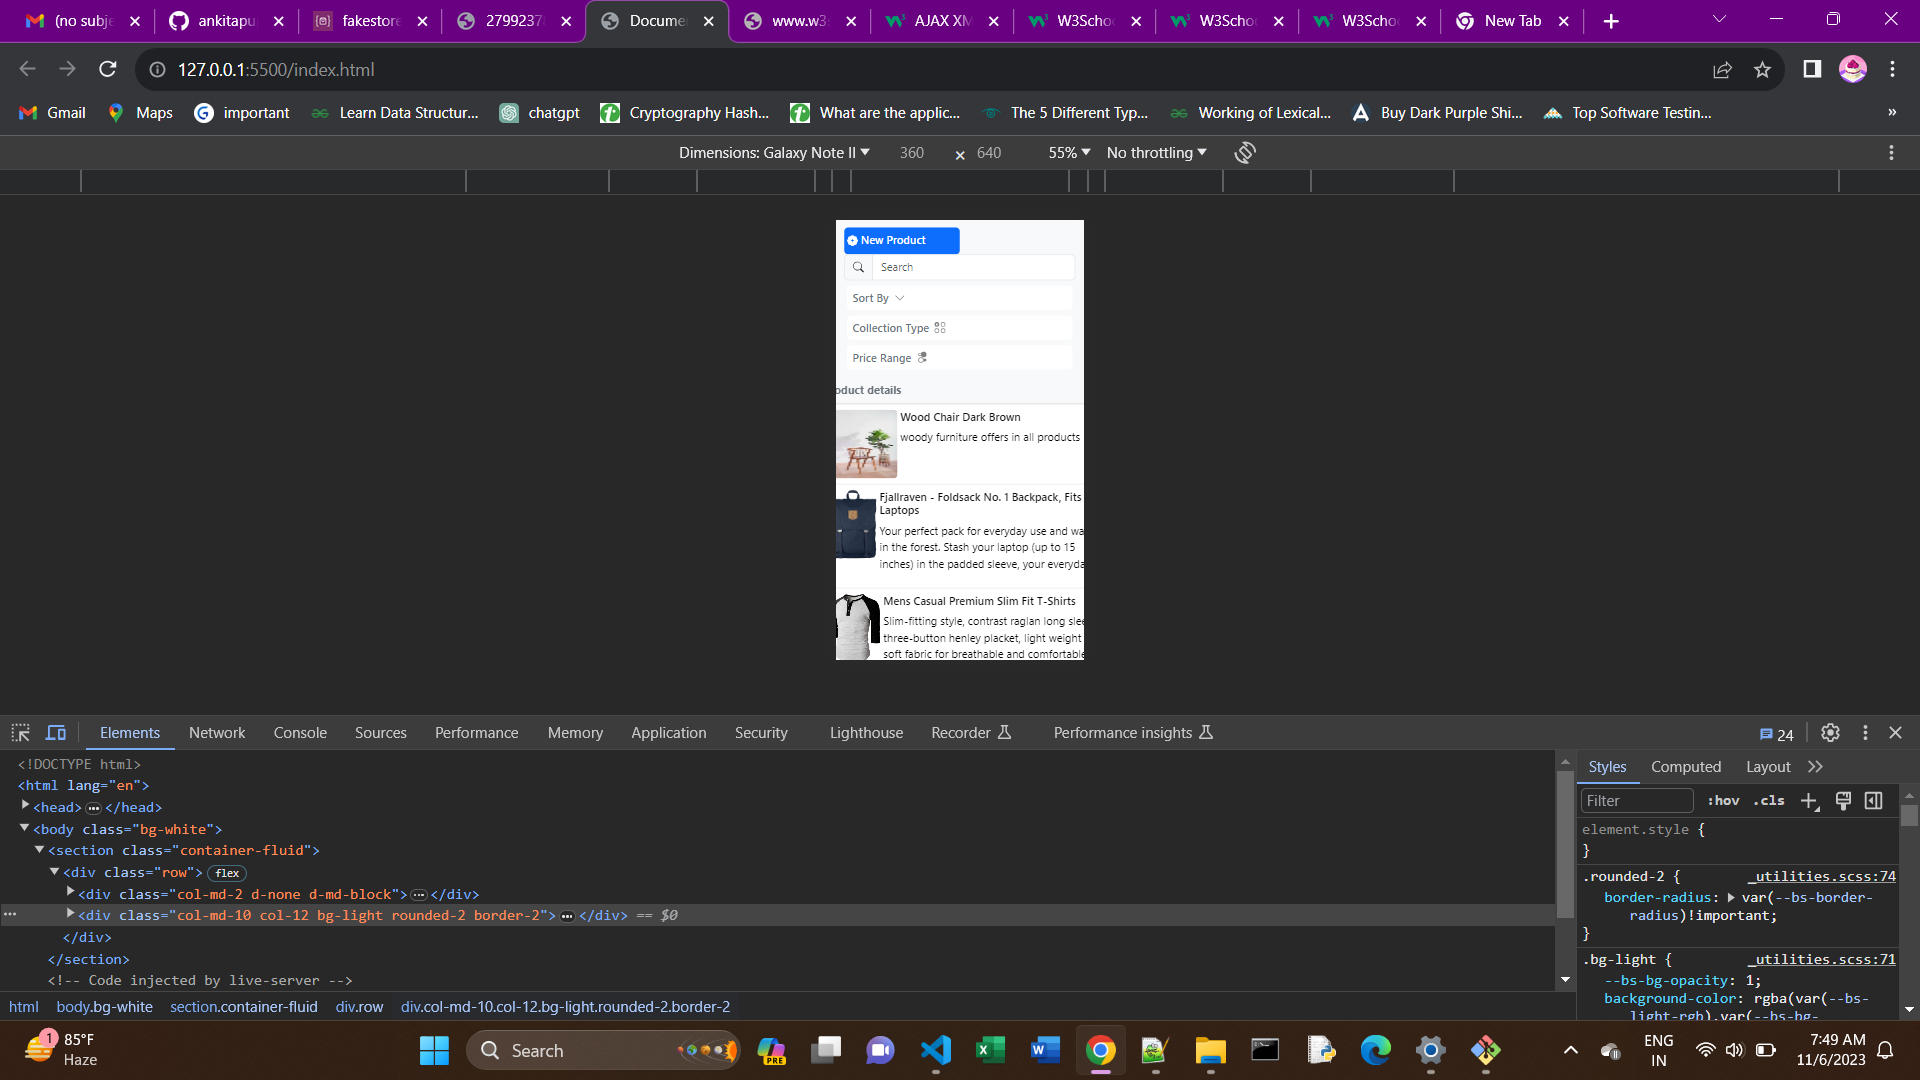 (no subje
ankitapu
fakestore
2799237
Docume
www.w3s
AJAX XM
W3Scho
W3Scho
W3Scho
New Tab
127.0.0.1:5500/index.html
Gmail
Maps
important
Learn Data Structur...
chatgpt
Cryptography Hash...
What are the applic...
The 5 Different Typ...
Working of Lexical...
Buy Dark Purple Shi...
Top Software Testin...
»
Dimensions: Galaxy Note II 360 × 640 55% No throttling
New Product
Search
Sort By
Collection Type
Price Range
oduct details
Wood Chair Dark Brown
woody furniture offers in all products
Fjallraven - Foldsack No. 1 Backpack, Fits
Laptops
Your perfect pack for everyday use and wa
in the forest. Stash your laptop (up to 15
inches) in the padded sleeve, your everyda
Mens Casual Premium Slim Fit T-Shirts
Slim-fitting style, contrast raglan long slee
three-button henley placket, light weight
soft fabric for breathable and comfortable
Elements Network Console Sources Performance Memory Application Security Lighthouse Recorder Performance insights 24
<!DOCTYPE html>
<html lang="en">
<head> ••• </head>
<body class="bg-white">
<section class="container-fluid">
<div class="row"> flex
<div class="col-md-2 d-none d-md-block"> ••• </div>
<div class="col-md-10 col-12 bg-light rounded-2 border-2"> ••• </div> == $0
</div>
</section>
<!-- Code injected by live-server -->
html body.bg-white section.container-fluid div.row div.col-md-10.col-12.bg-light.rounded-2.border-2
Styles Computed Layout
Filter :hov .cls
element.style {
}
.rounded-2 { _utilities.scss:74
border-radius: var(--bs-border-
radius)!important;
}
.bg-light { _utilities.scss:71
--bs-bg-opacity: 1;
background-color: rgba(var(--bs-
light-rgb),var(--bs-bg-
1
85°F
Haze
Search
PRE
ENG
IN
7:49 AM
11/6/2023